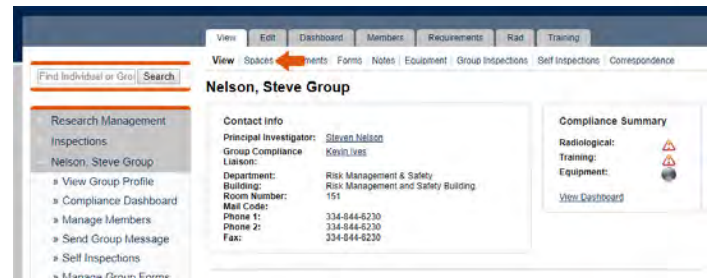 View Edit Dashboard Members Requirements Rad Training
View Spaces ments Forms Notes Equipment Group Inspections Self Inspections Correspondence
Find Individual or Gro Search
Nelson, Steve Group
Research Management
Inspections
Nelson, Steve Group
» View Group Profile
» Compliance Dashboard
» Manage Members
» Send Group Message
» Self Inspections
» Manage Group Forms
Contact Info
Principal Investigator: Steven Nelson
Group Compliance Liaison: Kevin Ives
Department: Risk Management & Safety
Building: Risk Management and Safety Building
Room Number: 151
Mail Code:
Phone 1: 334-844-6230
Phone 2: 334-844-6230
Fax: 334-844-6230
Compliance Summary
Radiological:
Training:
Equipment:
View Dashboard